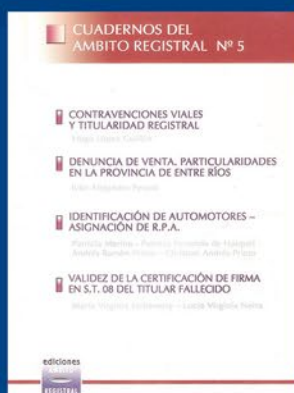 CUADERNOS DEL
AMBITO REGISTRAL Nº 5
CONTRAVENCIONES VIALES
Y TITULARIDAD REGISTRAL
DENUNCIA DE VENTA. PARTICULARIDADES
EN LA PROVINCIA DE ENTRE RÍOS
IDENTIFICACIÓN DE AUTOMOTORES –
ASIGNACIÓN DE R.P.A.
VALIDEZ DE LA CERTIFICACIÓN DE FIRMA
EN S.T. 08 DEL TITULAR FALLECIDO
ediciones
AMBITO
REGISTRAL